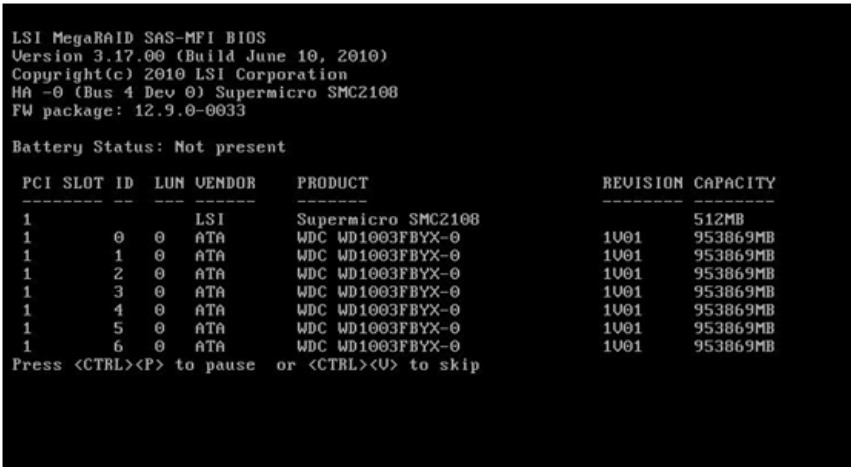 LSI MegaRAID SAS-MFI BIOS
Version 3.17.00 (Build June 10, 2010)
Copyright(c) 2010 LSI Corporation
HA -0 (Bus 4 Dev 0) Supermicro SMC2108
FW package: 12.9.0-0033
Battery Status: Not present
PCI SLOT ID LUN VENDOR PRODUCT REVISION CAPACITY
-------- -- --- ------ ------- -------- --------
1 LSI Supermicro SMC2108 512MB
1 0 0 ATA WDC WD1003FBYX-0 1V01 953869MB
1 1 0 ATA WDC WD1003FBYX-0 1V01 953869MB
1 2 0 ATA WDC WD1003FBYX-0 1V01 953869MB
1 3 0 ATA WDC WD1003FBYX-0 1V01 953869MB
1 4 0 ATA WDC WD1003FBYX-0 1V01 953869MB
1 5 0 ATA WDC WD1003FBYX-0 1V01 953869MB
1 6 0 ATA WDC WD1003FBYX-0 1V01 953869MB
Press <CTRL><P> to pause or <CTRL><V> to skip